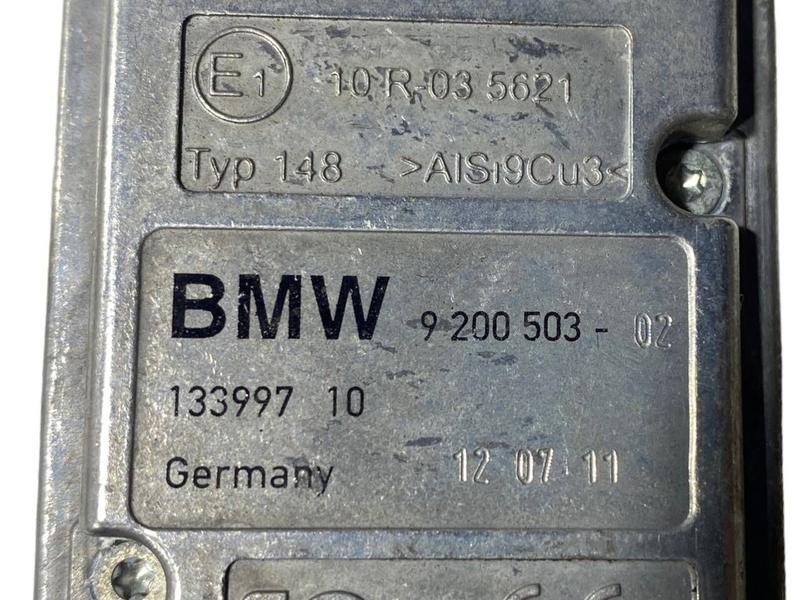 E1 10 R-03 5621
Typ 148 >AlSi9Cu3<
BMW 9 200 503 - 02
133997 10
Germany 12 07 11